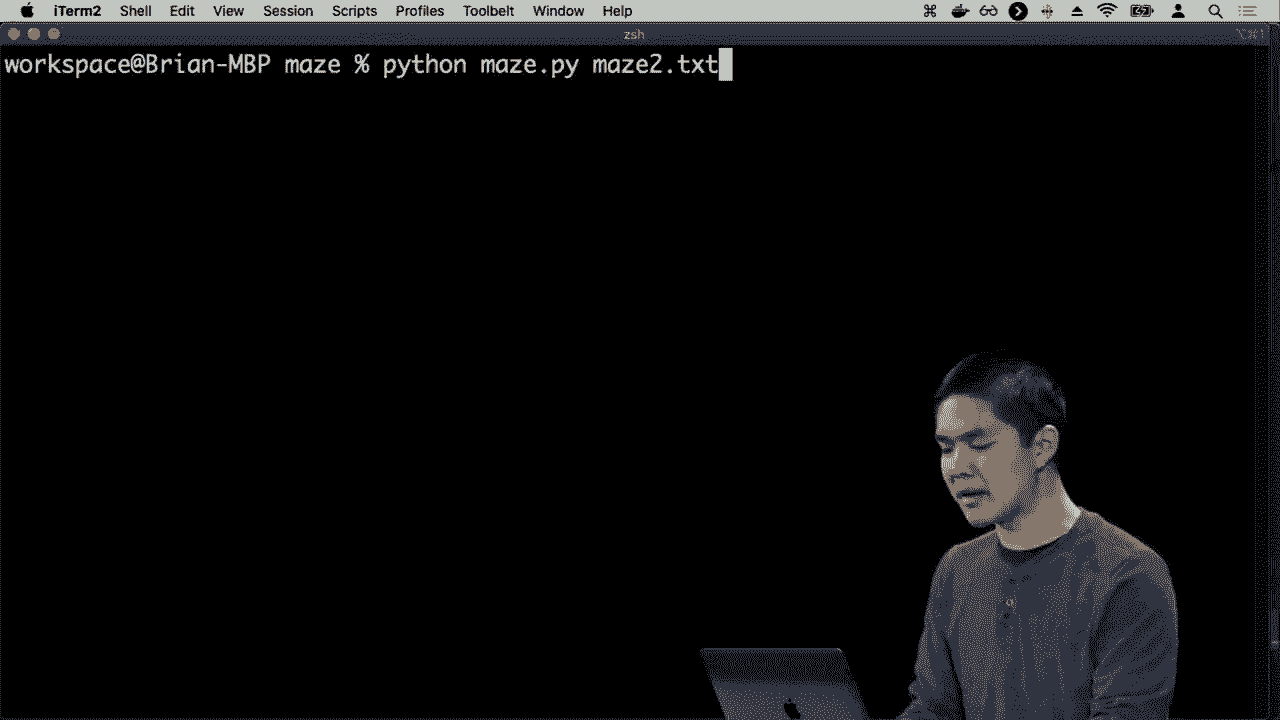 iTerm2 Shell Edit View Session Scripts Profiles Toolbelt Window Help
zsh
workspace@Brian-MBP maze % python maze.py maze2.txt